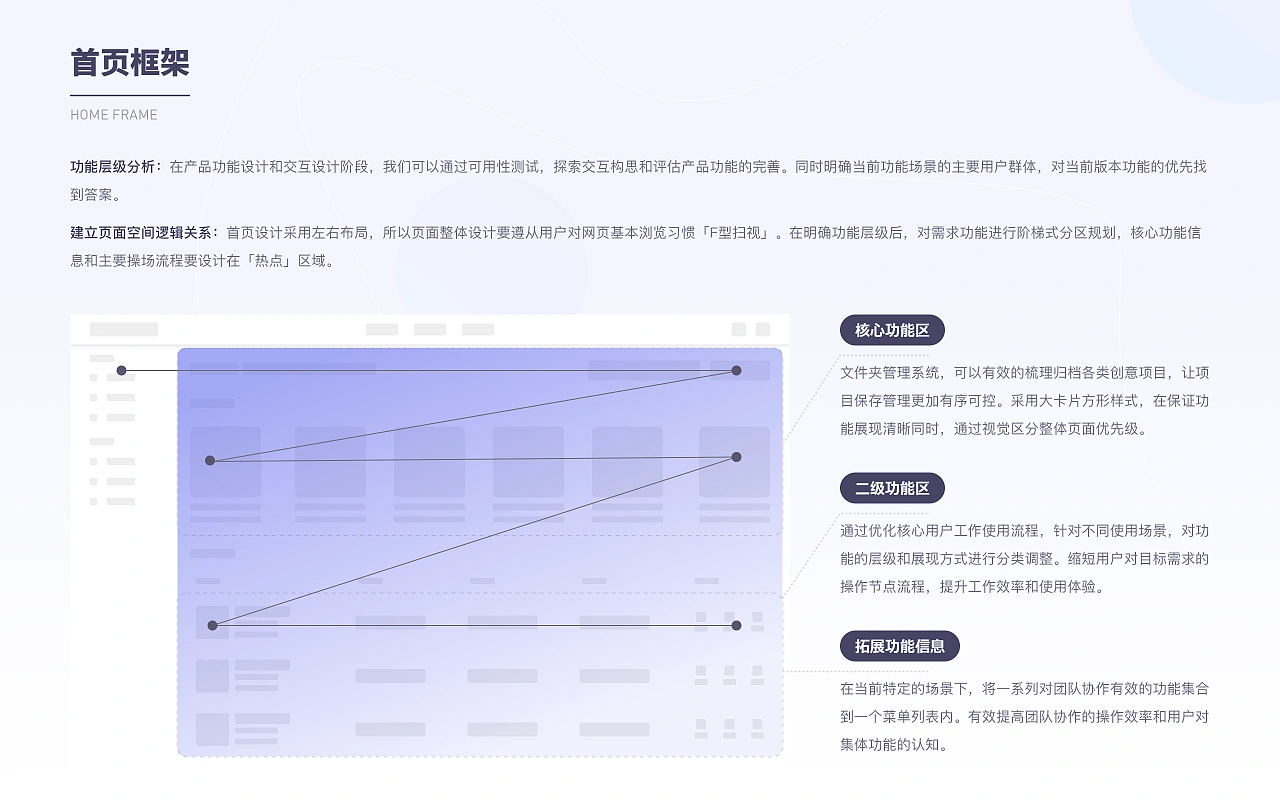 首页框架
HOME FRAME
功能层级分析：在产品功能设计和交互设计阶段，我们可以通过可用性测试，探索交互构思和评估产品功能的完善。同时明确当前功能场景的主要用户群体，对当前版本功能的优先找
到答案。
建立页面空间逻辑关系：首页设计采用左右布局，所以页面整体设计要遵从用户对网页基本浏览习惯「F型扫视」。在明确功能层级后，对需求功能进行阶梯式分区规划，核心功能信
息和主要操场流程要设计在「热点」区域。
核心功能区
文件夹管理系统，可以有效的梳理归档各类创意项目，让项
目保存管理更加有序可控。采用大卡片方形样式，在保证功
能展现清晰同时，通过视觉区分整体页面优先级。
二级功能区
通过优化核心用户工作使用流程，针对不同使用场景，对功
能的层级和展现方式进行分类调整。缩短用户对目标需求的
操作节点流程，提升工作效率和使用体验。
拓展功能信息
在当前特定的场景下，将一系列对团队协作有效的功能集合
到一个菜单列表内。有效提高团队协作的操作效率和用户对
集体功能的认知。